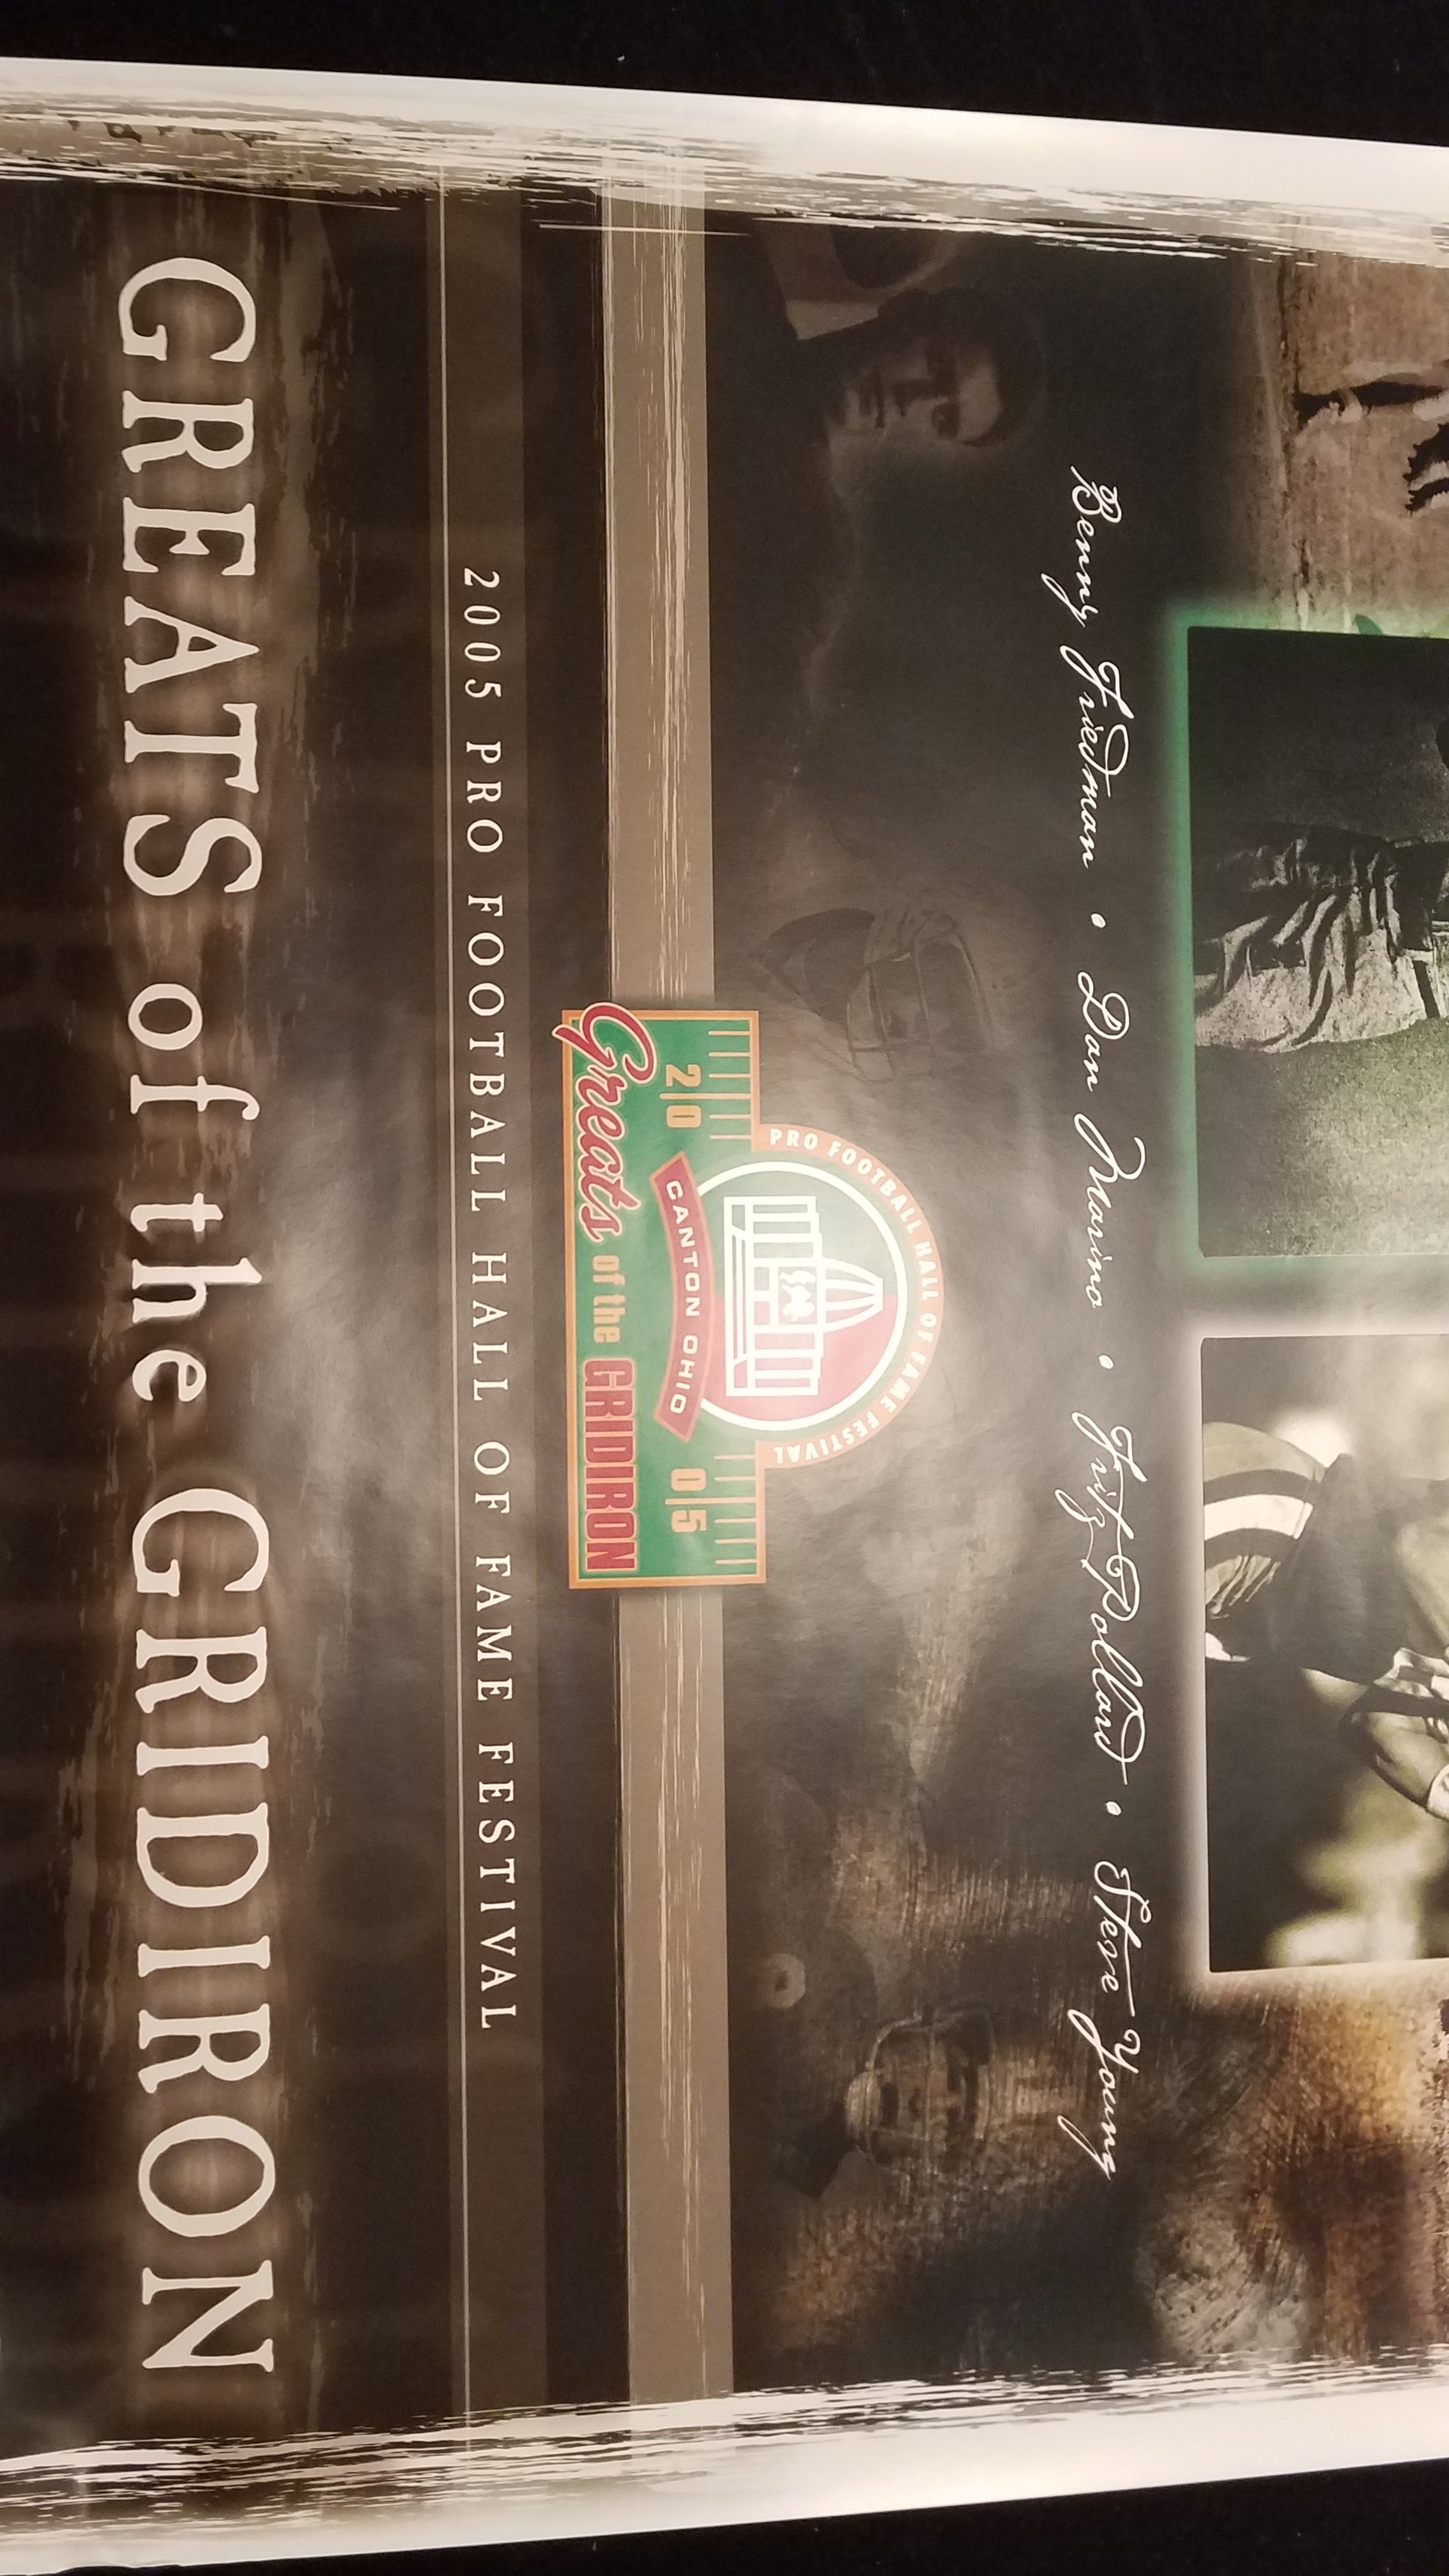 Benny Friedman • Dan Marino • Fritz Pollard • Steve Young
PRO FOOTBALL HALL OF FAME FESTIVAL
20 05
CANTON OHIO
Greats of the GRIDIRON
2005 PRO FOOTBALL HALL OF FAME FESTIVAL
GREATS of the GRIDIRON